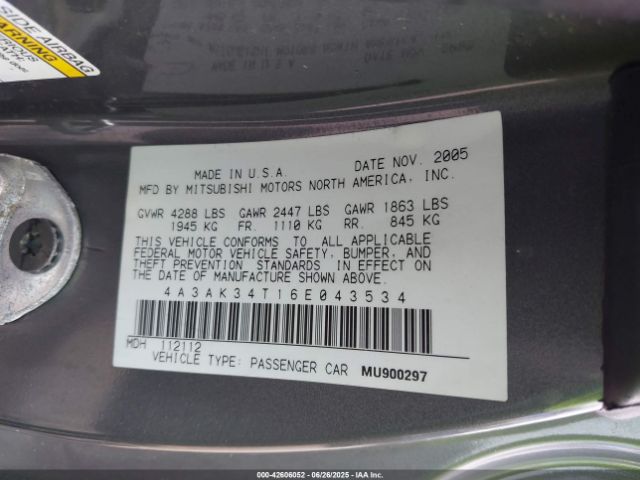 SIDE AIRBAG
WARNING
MADE IN U.S.A. DATE NOV. 2005
MFD BY MITSUBISHI MOTORS NORTH AMERICA, INC.
GVWR 4288 LBS GAWR 2447 LBS GAWR 1863 LBS
1945 KG FR. 1110 KG RR. 845 KG
THIS VEHICLE CONFORMS TO ALL APPLICABLE
FEDERAL MOTOR VEHICLE SAFETY, BUMPER, AND
THEFT PREVENTION STANDARDS IN EFFECT ON
THE DATE OF MANUFACTURE SHOWN ABOVE.
4A3AK34T16E043534
MDH 112112
VEHICLE TYPE: PASSENGER CAR MU900297
000-42606052 | 06/26/2025 | IAAI.COM